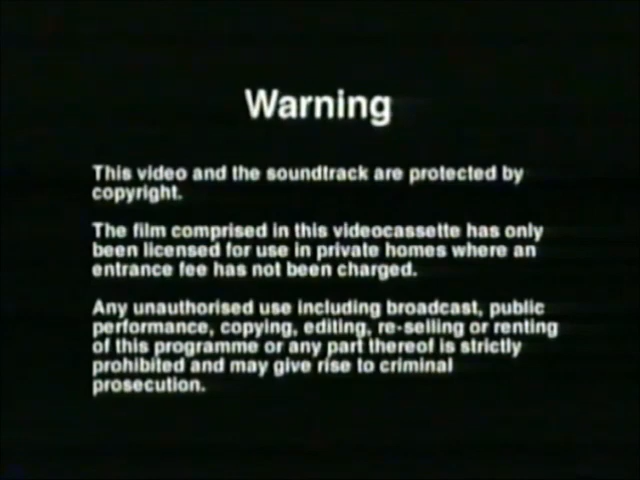 Warning
This video and the soundtrack are protected by
copyright.
The film comprised in this videocassette has only
been licensed for use in private homes where an
entrance fee has not been charged.
Any unauthorised use including broadcast, public
performance, copying, editing, re-selling or renting
of this programme or any part thereof is strictly
prohibited and may give rise to criminal
prosecution.